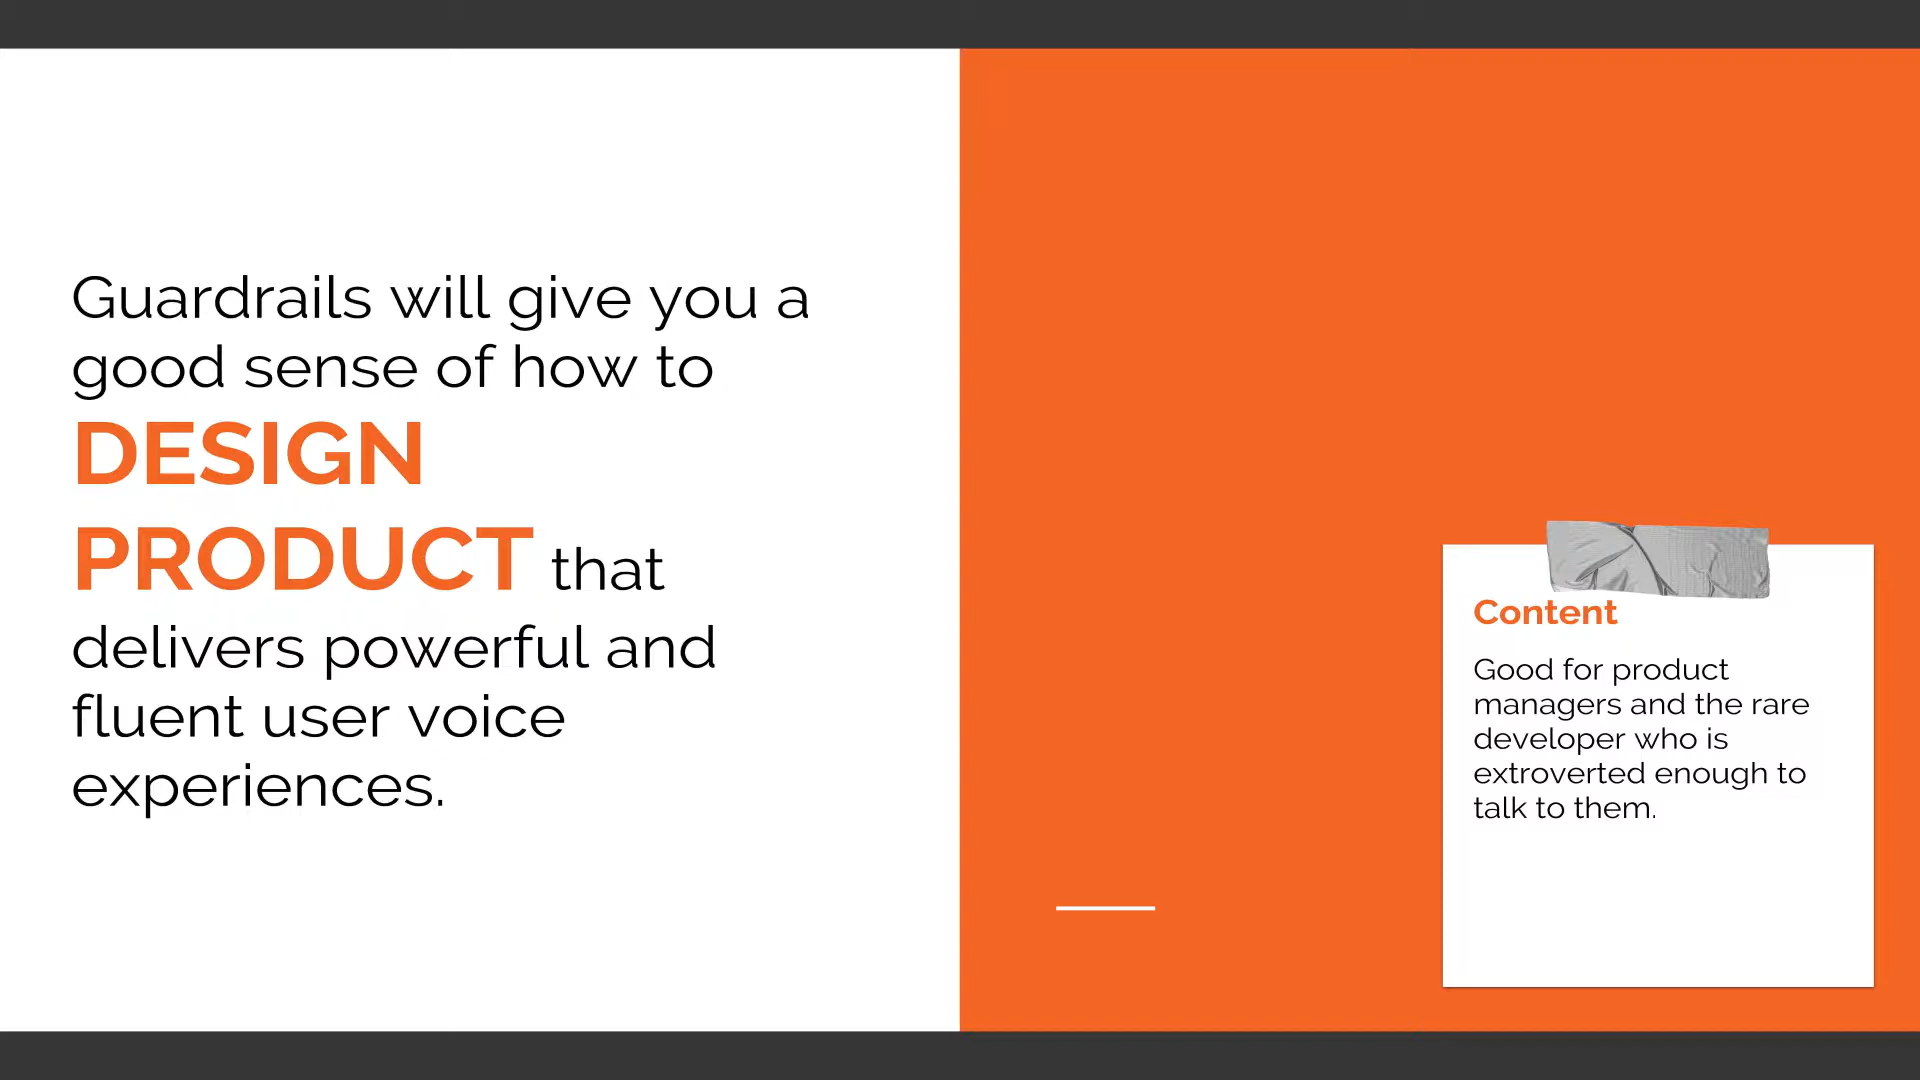 Guardrails will give you a
good sense of how to
DESIGN
PRODUCT that
delivers powerful and
fluent user voice
experiences.
Content
Good for product
managers and the rare
developer who is
extroverted enough to
talk to them.